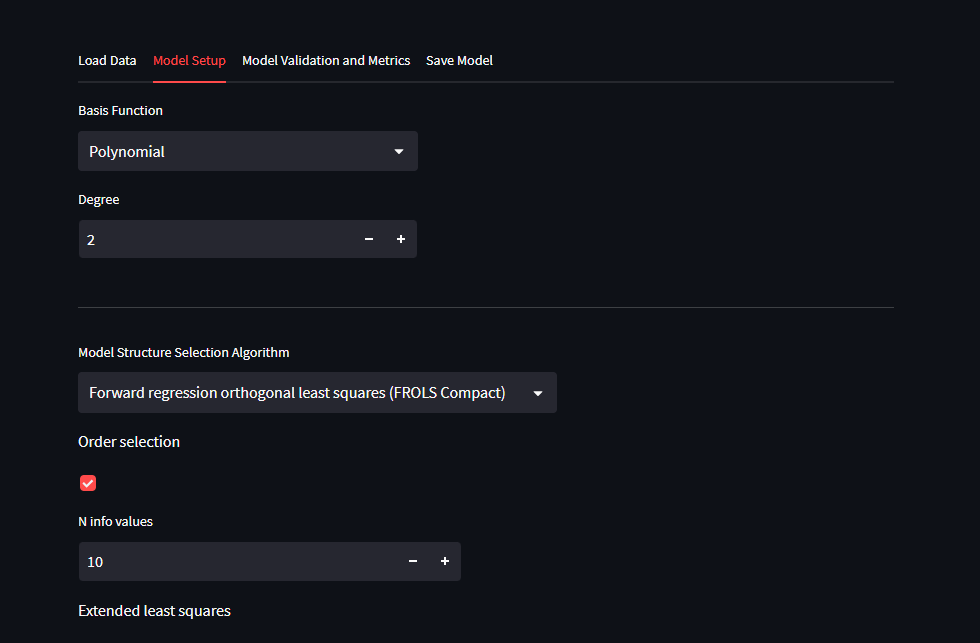 Load Data Model Setup Model Validation and Metrics Save Model
Basis Function
Polynomial
Degree
2
Model Structure Selection Algorithm
Forward regression orthogonal least squares (FROLS Compact)
Order selection
N info values
10
Extended least squares